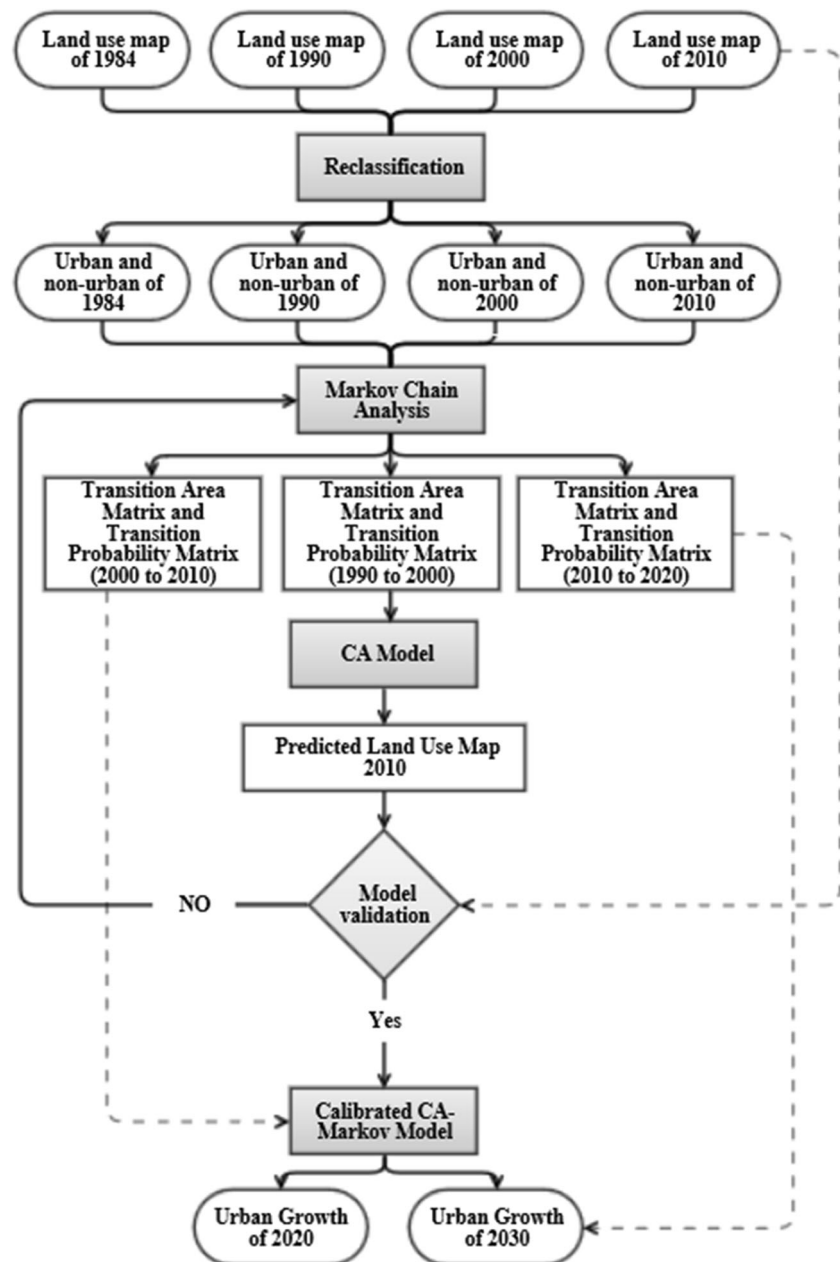 Land use map
of 1984
Land use map
of 1990
Land use map
of 2000
Land use map
of 2010
Reclassification
Urban and
non-urban of
1984
Urban and
non-urban of
1990
Urban and
non-urban of
2000
Urban and
non-urban of
2010
Markov Chain
Analysis
Transition Area
Matrix and
Transition
Probability Matrix
(2000 to 2010)
Transition Area
Matrix and
Transition
Probability Matrix
(1990 to 2000)
Transition Area
Matrix and
Transition
Probability Matrix
(2010 to 2020)
CA Model
Predicted Land Use Map
2010
Model
validation
NO
Yes
Calibrated CA-
Markov Model
Urban Growth
of 2020
Urban Growth
of 2030